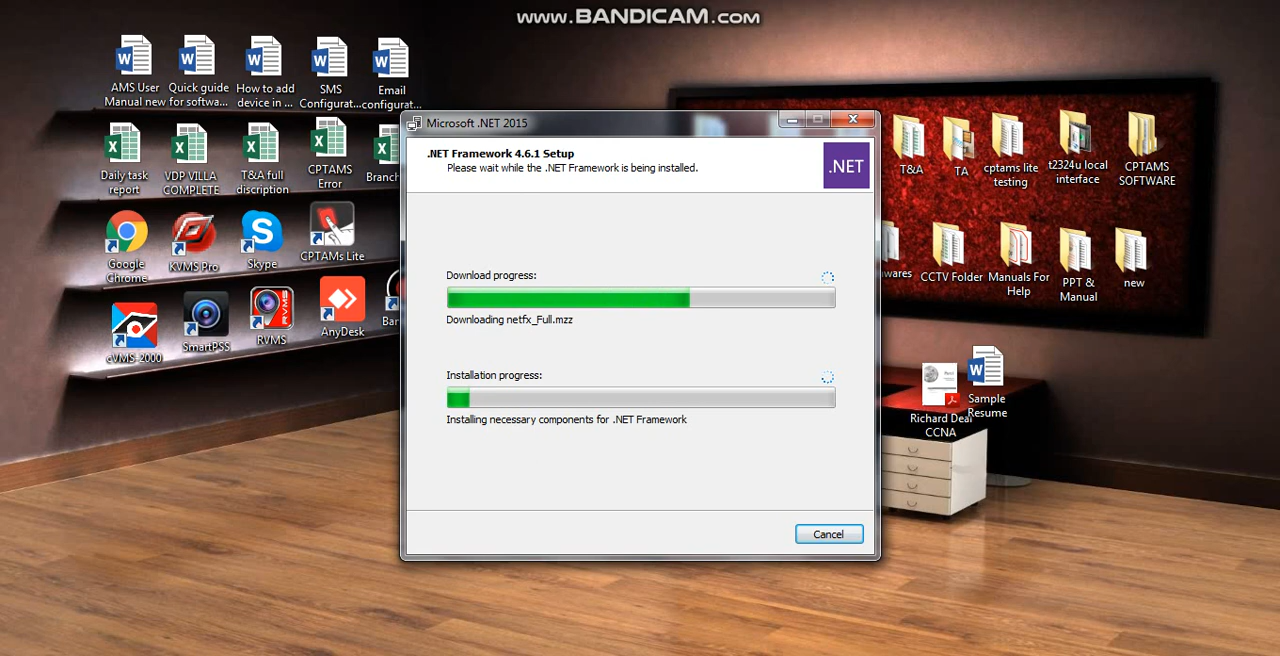 www.BANDICAM.com
AMS User
Manual new
Quick guide
for softwa...
How to add
device in ...
SMS
Configurat...
Email
configurat...
Daily task
report
VDP VILLA
COMPLETE
T&A full
discription
CPTAMS
Error
Branch
Google
Chrome
KVMS Pro
Skype
CPTAMs Lite
cVMS-2000
SmartPSS
RVMS
RVMS
AnyDesk
Ban
Microsoft .NET 2015
.NET Framework 4.6.1 Setup
Please wait while the .NET Framework is being installed.
.NET
Download progress:
Downloading netfx_Full.mzz
Installation progress:
Installing necessary components for .NET Framework
Cancel
T&A
TA
cptams lite
testing
t2324u local
interface
CPTAMS
SOFTWARE
wares
CCTV Folder
Manuals For
Help
PPT &
Manual
new
Richard Deal
CCNA
Sample
Resume